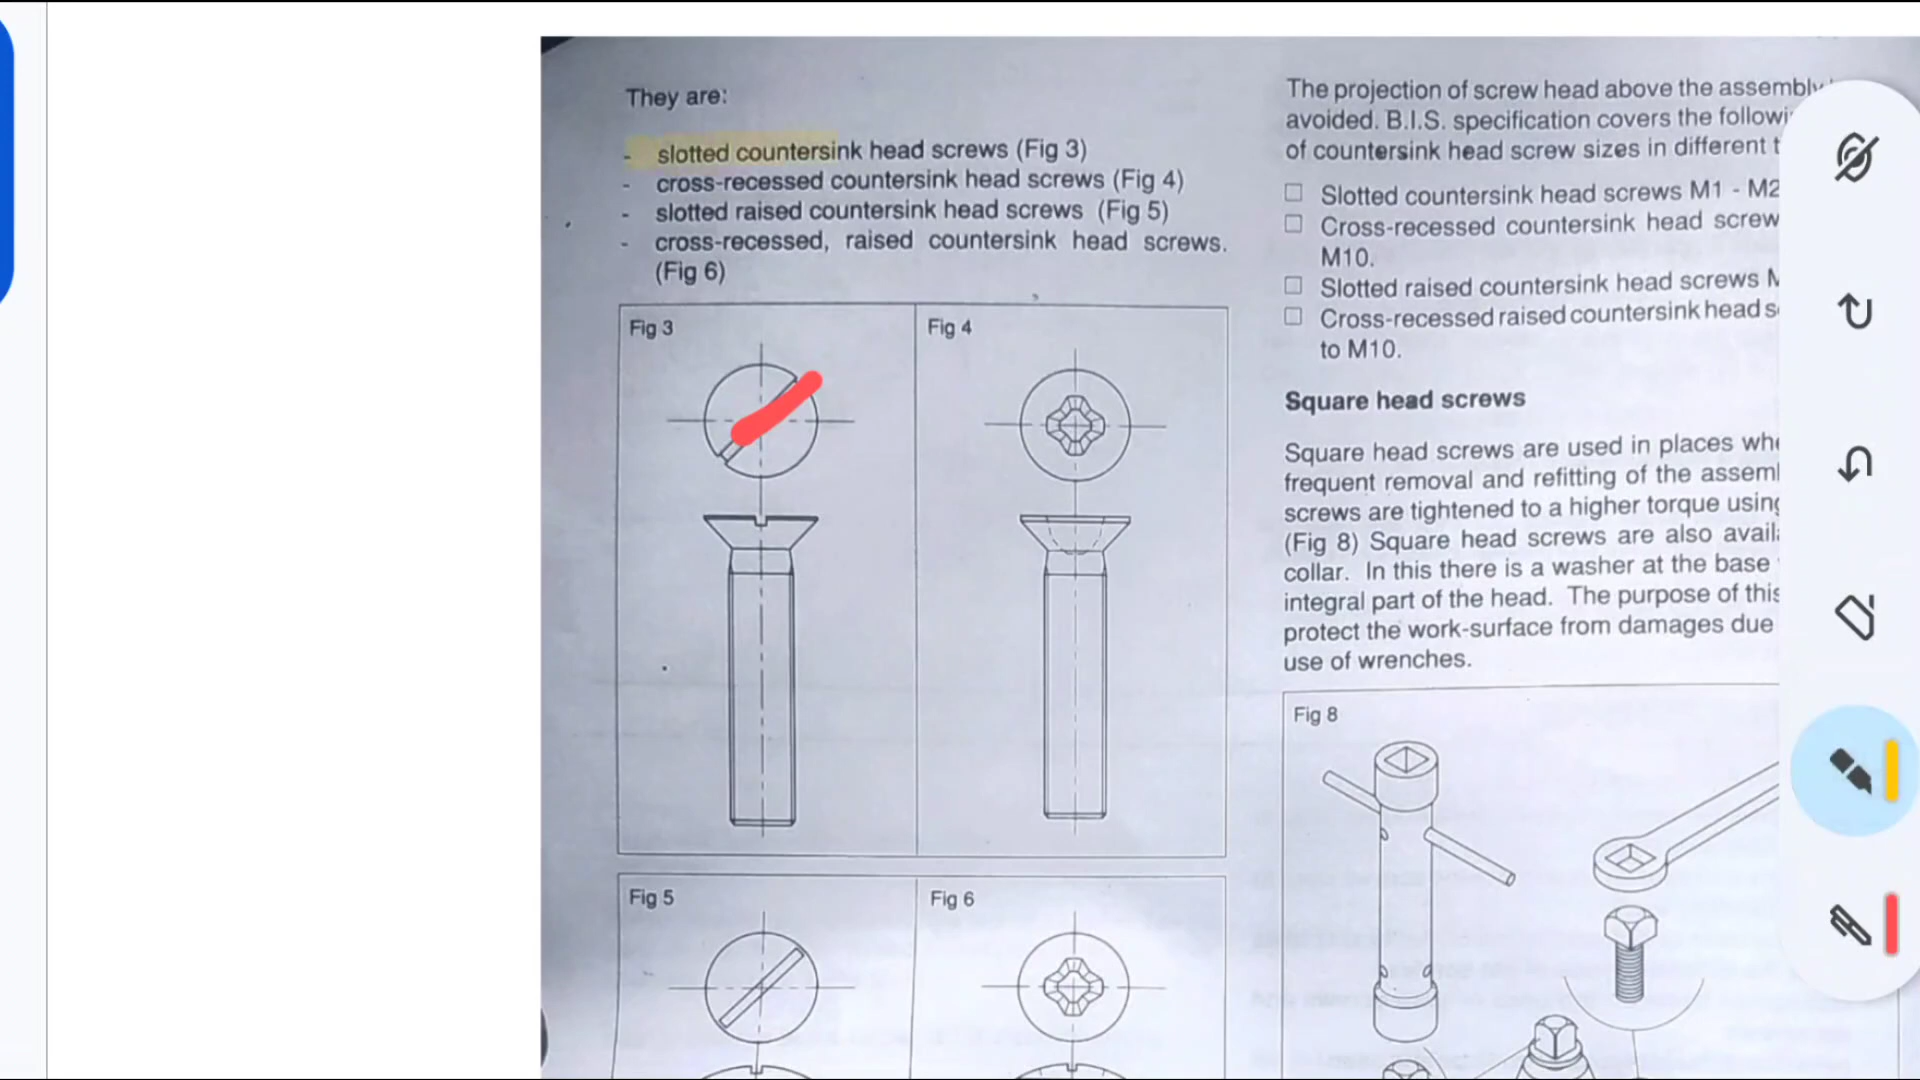 They are:
- slotted countersink head screws (Fig 3)
- cross-recessed countersink head screws (Fig 4)
- slotted raised countersink head screws (Fig 5)
- cross-recessed, raised countersink head screws.
(Fig 6)
Fig 3
Fig 4
Fig 5
Fig 6
The projection of screw head above the assembly
avoided. B.I.S. specification covers the followi
of countersink head screw sizes in different t
□ Slotted countersink head screws M1 - M2
□ Cross-recessed countersink head screw
M10.
□ Slotted raised countersink head screws M
□ Cross-recessed raised countersink head s
to M10.
Square head screws
Square head screws are used in places whe
frequent removal and refitting of the asseml
screws are tightened to a higher torque using
(Fig 8) Square head screws are also avail
collar. In this there is a washer at the base
integral part of the head. The purpose of this
protect the work-surface from damages due
use of wrenches.
Fig 8